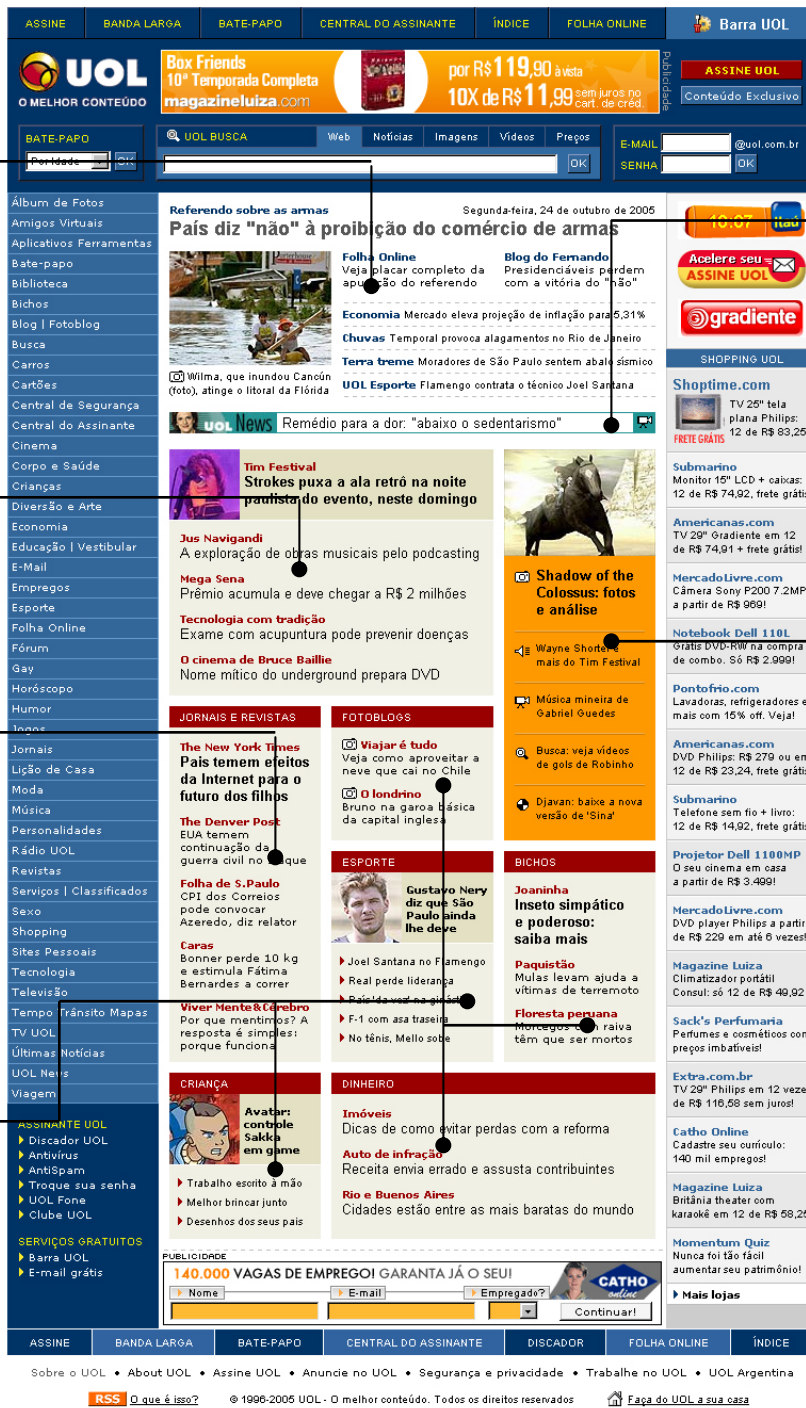 ASSINE BANDA LARGA BATE-PAPO CENTRAL DO ASSINANTE ÍNDICE FOLHA ONLINE Barra UOL
UOL
O MELHOR CONTEÚDO
Box Friends
10ª Temporada Completa
magazineluiza.com
por R$119,90 à vista
10X de R$11,99 sem juros no cart. de créd.
Publicidade
ASSINE UOL
Conteúdo Exclusivo
BATE-PAPO
Por Idade OK
UOL BUSCA Web Notícias Imagens Vídeos Preços
OK
E-MAIL @uol.com.br
SENHA OK
Álbum de Fotos
Amigos Virtuais
Aplicativos Ferramentas
Bate-papo
Biblioteca
Bichos
Blog | Fotoblog
Busca
Carros
Cartões
Central de Segurança
Central do Assinante
Cinema
Corpo e Saúde
Crianças
Diversão e Arte
Economia
Educação | Vestibular
E-Mail
Empregos
Esporte
Folha Online
Fórum
Gay
Horóscopo
Humor
Jogos
Jornais
Lição de Casa
Moda
Música
Personalidades
Rádio UOL
Revistas
Serviços | Classificados
Sexo
Shopping
Sites Pessoais
Tecnologia
Televisão
Tempo Trânsito Mapas
TV UOL
Últimas Notícias
UOL News
Viagem
ASSINANTE UOL
Discador UOL
Antivírus
AntiSpam
Troque sua senha
UOL Fone
Clube UOL
SERVIÇOS GRATUITOS
Barra UOL
E-mail grátis
Referendo sobre as armas
Segunda-feira, 24 de outubro de 2005
País diz "não" à proibição do comércio de armas
Wilma, que inundou Cancún
(foto), atinge o litoral da Flórida
Folha Online
Veja placar completo da
apuração do referendo
Blog do Fernando
Presidenciáveis perdem
com a vitória do "não"
Economia Mercado eleva projeção de inflação para 5,31%
Chuvas Temporal provoca alagamentos no Rio de Janeiro
Terra treme Moradores de São Paulo sentem abalo sísmico
UOL Esporte Flamengo contrata o técnico Joel Santana
UOL News Remédio para a dor: "abaixo o sedentarismo"
Tim Festival
Strokes puxa a ala retrô na noite
paulista do evento, neste domingo
Jus Navigandi
A exploração de obras musicais pelo podcasting
Mega Sena
Prêmio acumula e deve chegar a R$ 2 milhões
Tecnologia com tradição
Exame com acupuntura pode prevenir doenças
O cinema de Bruce Baillie
Nome mítico do underground prepara DVD
Shadow of the
Colossus: fotos
e análise
Wayne Shorter e
mais do Tim Festival
Música mineira de
Gabriel Guedes
Busca: veja vídeos
de gols de Robinho
Djavan: baixe a nova
versão de 'Sina'
JORNAIS E REVISTAS
The New York Times
Pais temem efeitos
da Internet para o
futuro dos filhos
The Denver Post
EUA temem
continuação da
guerra civil no Iraque
Folha de S.Paulo
CPI dos Correios
pode convocar
Azeredo, diz relator
Caras
Bonner perde 10 kg
e estimula Fátima
Bernardes a correr
Viver Mente&Cérebro
Por que mentimos? A
resposta é simples:
porque funciona
FOTOBLOGS
Viajar é tudo
Veja como aproveitar a
neve que cai no Chile
O londrino
Bruno na garoa básica
da capital inglesa
ESPORTE
Gustavo Nery
diz que São
Paulo ainda
lhe deve
Joel Santana no Flamengo
Real perde liderança
País 'da vez' na
F-1 com asa traseira
No tênis, Mello sobe
BICHOS
Joaninha
Inseto simpático
e poderoso:
saiba mais
Paquistão
Mulas levam ajuda a
vítimas de terremoto
Floresta peruana
Morcegos com raiva
têm que ser mortos
CRIANÇA
Avatar:
controle
Sakka
em game
Trabalho escrito à mão
Melhor brincar junto
Desenhos dos seus pais
DINHEIRO
Imóveis
Dicas de como evitar perdas com a reforma
Auto de infração
Receita envia errado e assusta contribuintes
Rio e Buenos Aires
Cidades estão entre as mais baratas do mundo
PUBLICIDADE
140.000 VAGAS DE EMPREGO! GARANTA JÁ O SEU!
Nome E-mail Empregado?
CATHO online
Continuar!
10:07 Itaú
Acelere seu
ASSINE UOL
gradiente
SHOPPING UOL
Shoptime.com
TV 25" tela
plana Philips:
12 de R$ 83,25
FRETE GRÁTIS
Submarino
Monitor 15" LCD + caixas:
12 de R$ 74,92, frete grátis
Americanas.com
TV 29" Gradiente em 12
de R$ 74,91 + frete grátis!
MercadoLivre.com
Câmera Sony P200 7.2MP
a partir de R$ 969!
Notebook Dell 110L
Grátis DVD-RW na compra
de combo. Só R$ 2.999!
Pontofrio.com
Lavadoras, refrigeradores e
mais com 15% off. Veja!
Americanas.com
DVD Philips: R$ 279 ou em
12 de R$ 23,24, frete grátis
Submarino
Telefone sem fio + livro:
12 de R$ 14,92, frete grátis
Projetor Dell 1100MP
O seu cinema em casa
a partir de R$ 3.499!
MercadoLivre.com
DVD player Philips a partir
de R$ 229 em até 6 vezes!
Magazine Luiza
Climatizador portátil
Consul: só 12 de R$ 49,92
Sack's Perfumaria
Perfumes e cosméticos com
preços imbatíveis!
Extra.com.br
TV 29" Philips em 12 veze
de R$ 116,58 sem juros!
Catho Online
Cadastre seu currículo:
140 mil empregos!
Magazine Luiza
Britânia theater com
karaokê em 12 de R$ 58,25
Momentum Quiz
Nunca foi tão fácil
aumentar seu patrimônio!
Mais lojas
ASSINE BANDA LARGA BATE-PAPO CENTRAL DO ASSINANTE DISCADOR FOLHA ONLINE ÍNDICE
Sobre o UOL • About UOL • Assine UOL • Anuncie no UOL • Segurança e privacidade • Trabalhe no UOL • UOL Argentina
RSS O que é isso? © 1996-2005 UOL - O melhor conteúdo. Todos os direitos reservados Faça do UOL a sua casa